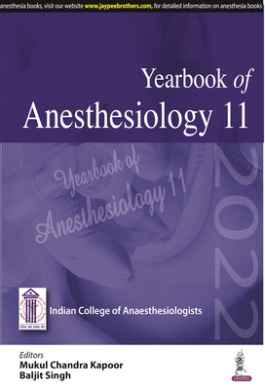 anesthesia books, visit our website www.jaypeebrothers.com, for detailed information on anesthesia books
Yearbook of
Anesthesiology 11
Yearbook of
Anesthesiology 11
2022
Indian College of Anaesthesiologists
Editors
Mukul Chandra Kapoor
Baljit Singh